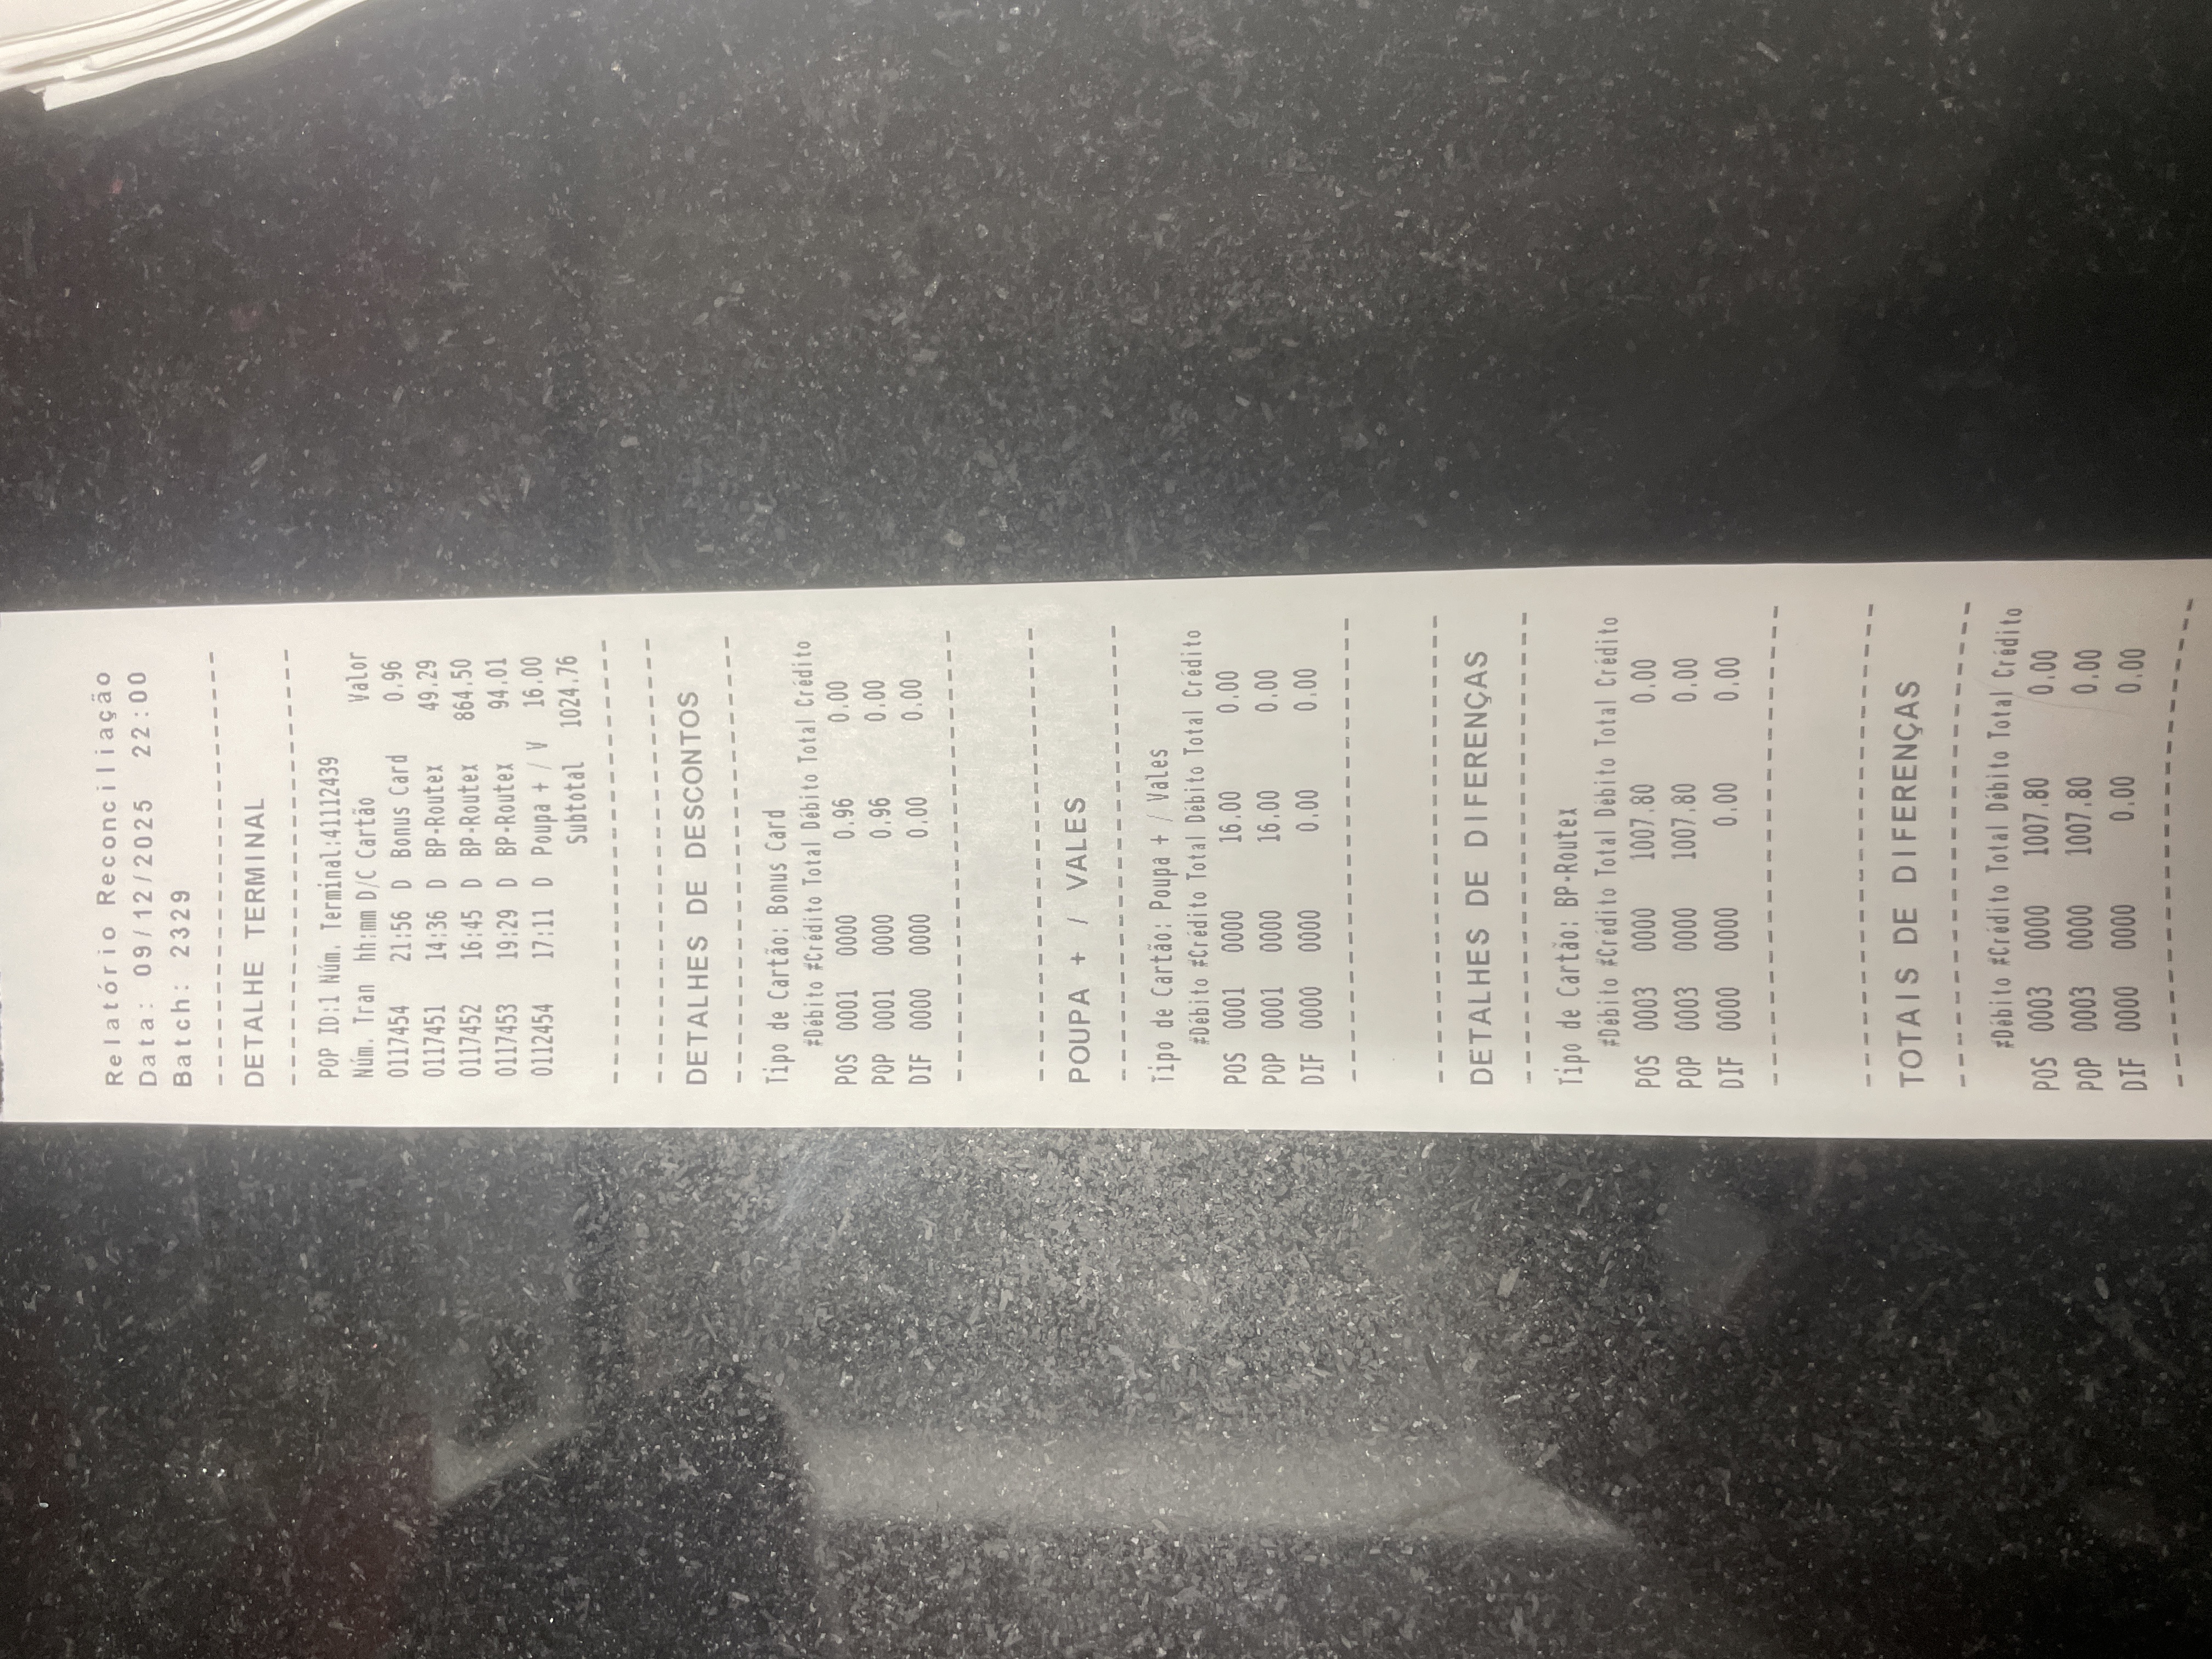 Relatório Reconciliação
Data: 09/12/2025 22:00
Batch: 2329
------------------------
DETALHE TERMINAL
------------------------
POP ID:1 Núm. Terminal:41112439
Núm. Tran hh:mm D/C Cartão Valor
0117454 21:56 D Bonus Card 0.96
0117451 14:36 D BP-Routex 49.29
0117452 16:45 D BP-Routex 864.50
0117453 19:29 D BP-Routex 94.01
0112454 17:11 D Poupa + / V 16.00
Subtotal 1024.76
------------------------
------------------------
DETALHES DE DESCONTOS
------------------------
Tipo de Cartão: Bonus Card
#Débito #Crédito Total Débito Total Crédito
POS 0001 0000 0.96 0.00
POP 0001 0000 0.96 0.00
DIF 0000 0000 0.00 0.00
------------------------
------------------------
POUPA + / VALES
------------------------
Tipo de Cartão: Poupa + / Vales
#Débito #Crédito Total Débito Total Crédito
POS 0001 0000 16.00 0.00
POP 0001 0000 16.00 0.00
DIF 0000 0000 0.00 0.00
------------------------
------------------------
DETALHES DE DIFERENÇAS
------------------------
Tipo de Cartão: BP-Routex
#Débito #Crédito Total Débito Total Crédito
POS 0003 0000 1007.80 0.00
POP 0003 0000 1007.80 0.00
DIF 0000 0000 0.00 0.00
------------------------
------------------------
TOTAIS DE DIFERENÇAS
------------------------
#Débito #Crédito Total Débito Total Crédito
POS 0003 0000 1007.80 0.00
POP 0003 0000 1007.80 0.00
DIF 0000 0000 0.00 0.00
------------------------